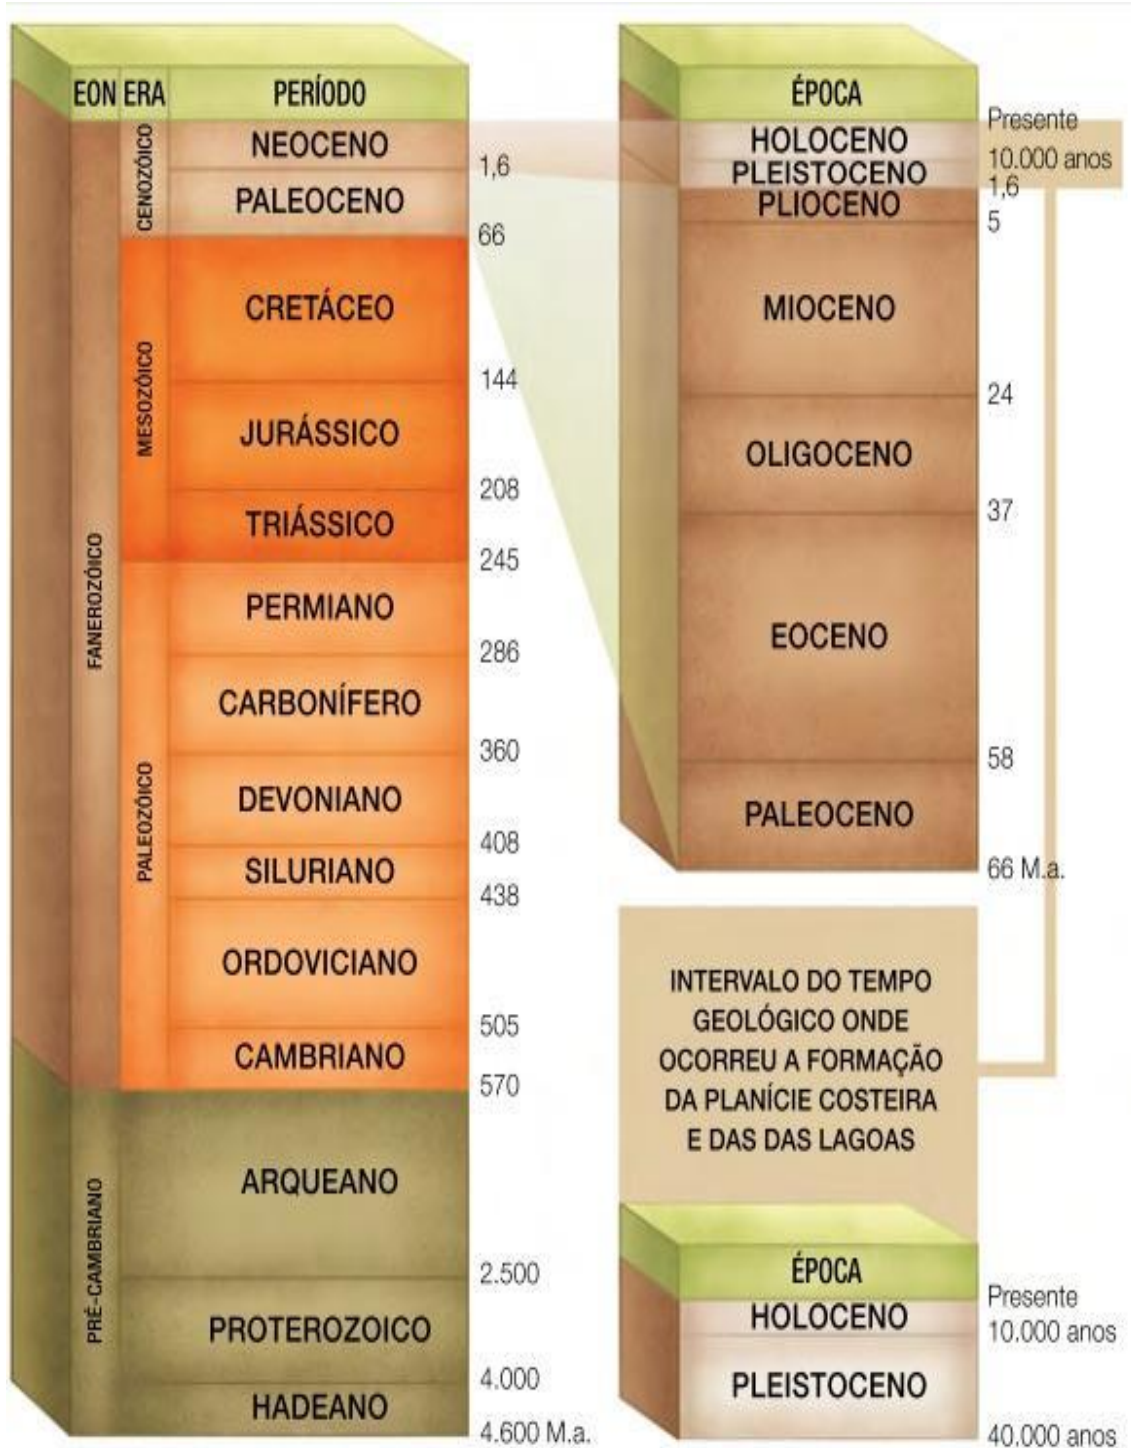 EON ERA PERÍODO
CENOZÓICO
NEOCENO
1,6
PALEOCENO
66
MESOZÓICO
CRETÁCEO
144
JURÁSSICO
208
TRIÁSSICO
245
FANEROZÓICO
PALEOZÓICO
PERMIANO
286
CARBONÍFERO
360
DEVONIANO
408
SILURIANO
438
ORDOVICIANO
505
CAMBRIANO
570
PRÉ-CAMBRIANO
ARQUEANO
2.500
PROTEROZOICO
4.000
HADEANO
4.600 M.a.
ÉPOCA
Presente
HOLOCENO
10.000 anos
PLEISTOCENO
1,6
PLIOCENO
5
MIOCENO
24
OLIGOCENO
37
EOCENO
58
PALEOCENO
66 M.a.
INTERVALO DO TEMPO
GEOLÓGICO ONDE
OCORREU A FORMAÇÃO
DA PLANÍCIE COSTEIRA
E DAS DAS LAGOAS
ÉPOCA
Presente
HOLOCENO
10.000 anos
PLEISTOCENO
40.000 anos